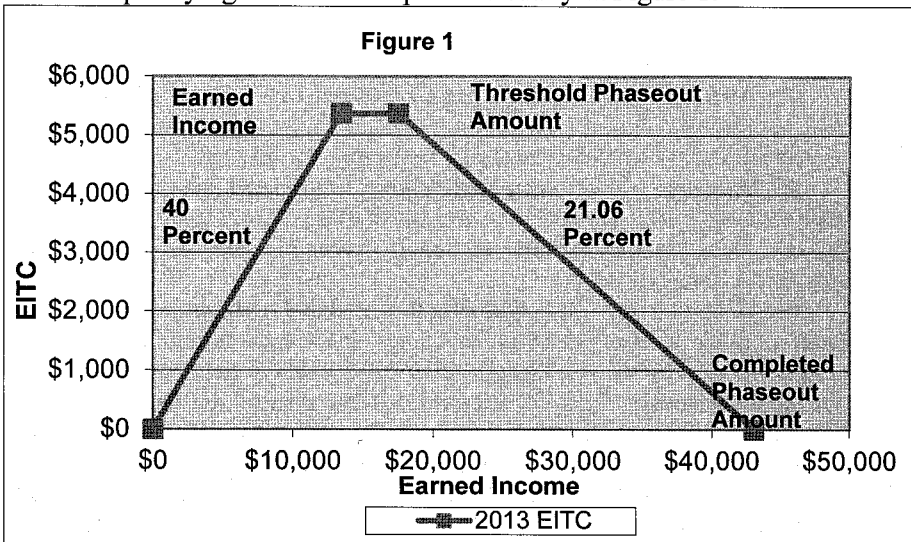 Figure 1
$6,000
$5,000
$4,000
$3,000
$2,000
$1,000
$0
EITC
Earned
Income
Threshold Phaseout
Amount
40
Percent
21.06
Percent
Completed
Phaseout
Amount
$0 $10,000 $20,000 $30,000 $40,000 $50,000
Earned Income
2013 EITC